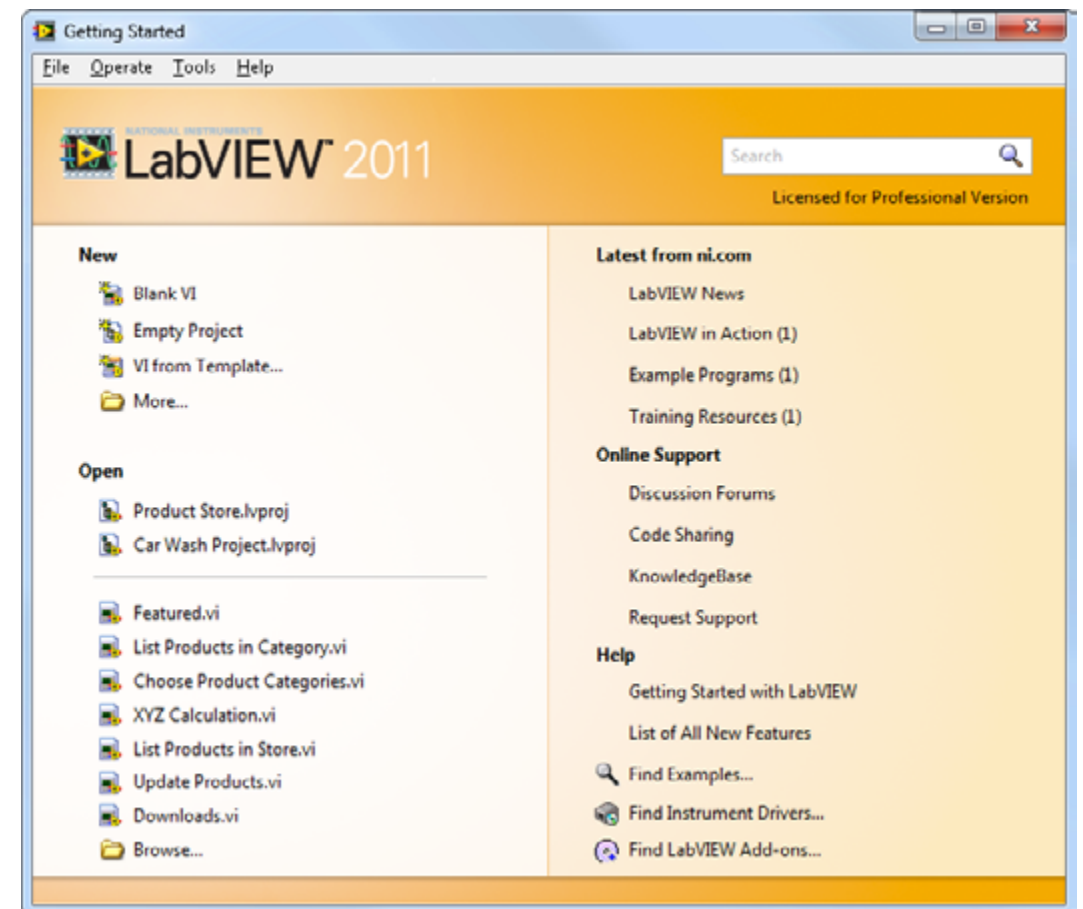 Getting Started
File Operate Tools Help
NATIONAL INSTRUMENTS
LabVIEW™ 2011
Search
Licensed for Professional Version
New
Blank VI
Empty Project
VI from Template...
More...
Open
Product Store.lvproj
Car Wash Project.lvproj
Featured.vi
List Products in Category.vi
Choose Product Categories.vi
XYZ Calculation.vi
List Products in Store.vi
Update Products.vi
Downloads.vi
Browse...
Latest from ni.com
LabVIEW News
LabVIEW in Action (1)
Example Programs (1)
Training Resources (1)
Online Support
Discussion Forums
Code Sharing
KnowledgeBase
Request Support
Help
Getting Started with LabVIEW
List of All New Features
Find Examples...
Find Instrument Drivers...
Find LabVIEW Add-ons...